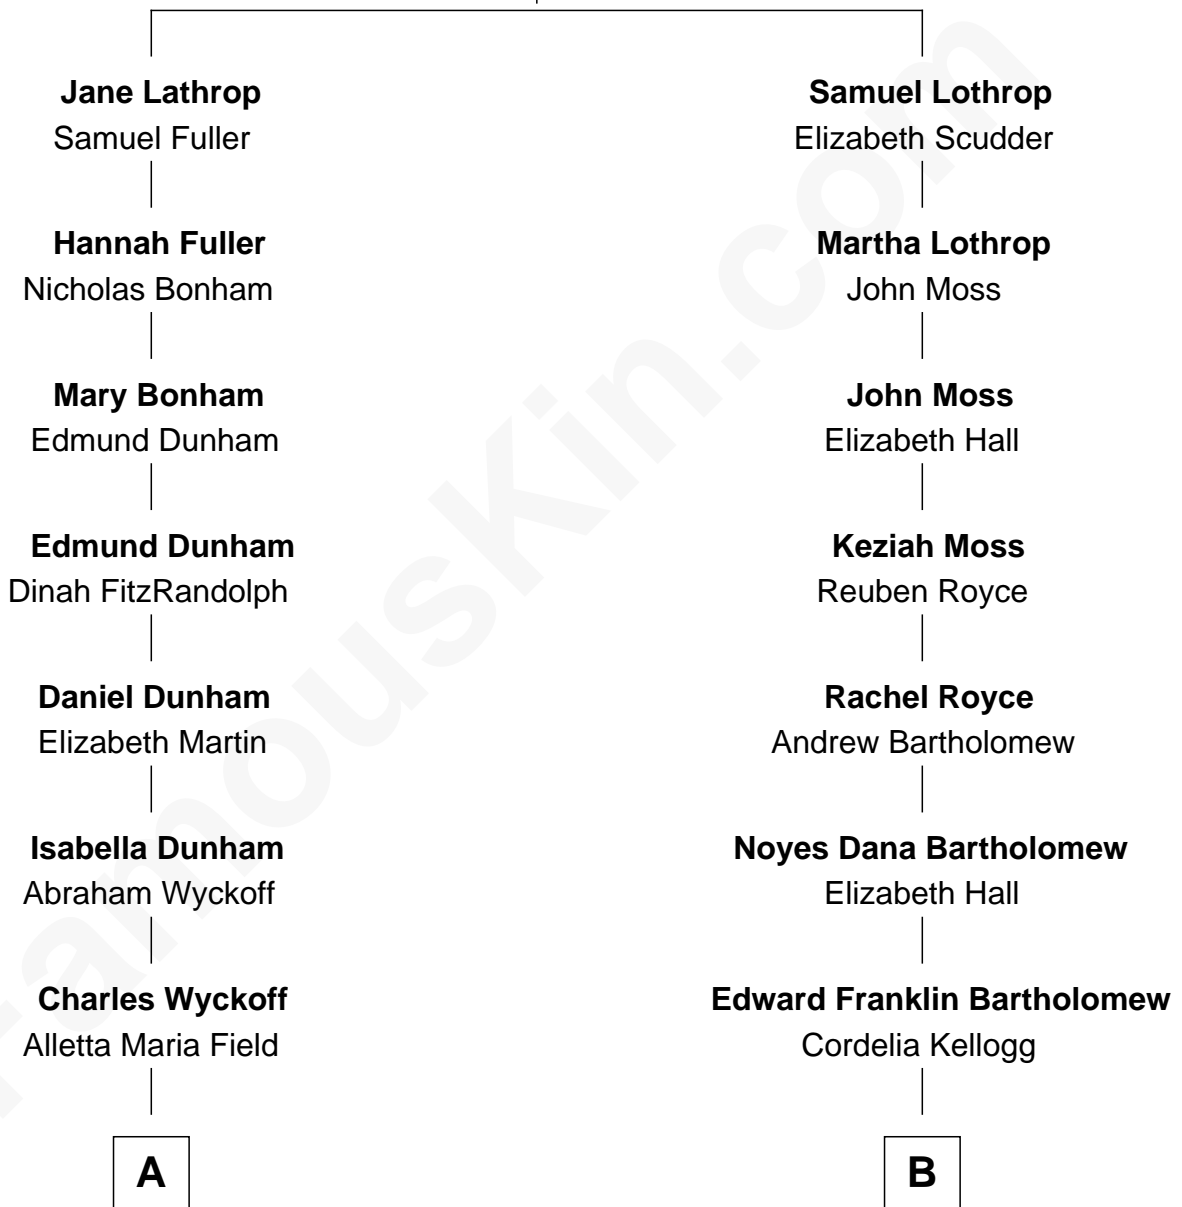 Jane Lathrop
Samuel Fuller
Hannah Fuller
Nicholas Bonham
Mary Bonham
Edmund Dunham
Edmund Dunham
Dinah FitzRandolph
Daniel Dunham
Elizabeth Martin
Isabella Dunham
Abraham Wyckoff
Charles Wyckoff
Alletta Maria Field
A
Samuel Lothrop
Elizabeth Scudder
Martha Lothrop
John Moss
John Moss
Elizabeth Hall
Keziah Moss
Reuben Royce
Rachel Royce
Andrew Bartholomew
Noyes Dana Bartholomew
Elizabeth Hall
Edward Franklin Bartholomew
Cordelia Kellogg
B
FamousKin.com